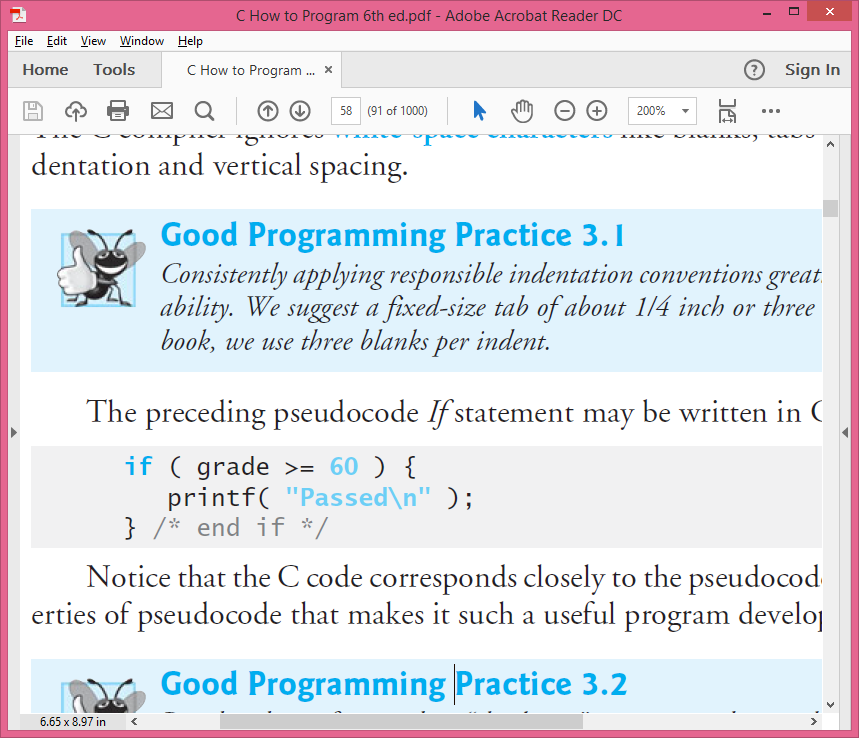 C How to Program 6th ed.pdf - Adobe Acrobat Reader DC
File Edit View Window Help
Home Tools C How to Program ... × ? Sign In
58 (91 of 1000) 200%
The C compiler ignores white-space characters like blanks, tabs
dentation and vertical spacing.
Good Programming Practice 3.1
Consistently applying responsible indentation conventions great
ability. We suggest a fixed-size tab of about 1/4 inch or three
book, we use three blanks per indent.
The preceding pseudocode If statement may be written in C
if ( grade >= 60 ) {
printf( "Passed\n" );
} /* end if */
Notice that the C code corresponds closely to the pseudocod
erties of pseudocode that makes it such a useful program develop
Good Programming Practice 3.2
6.65 x 8.97 in